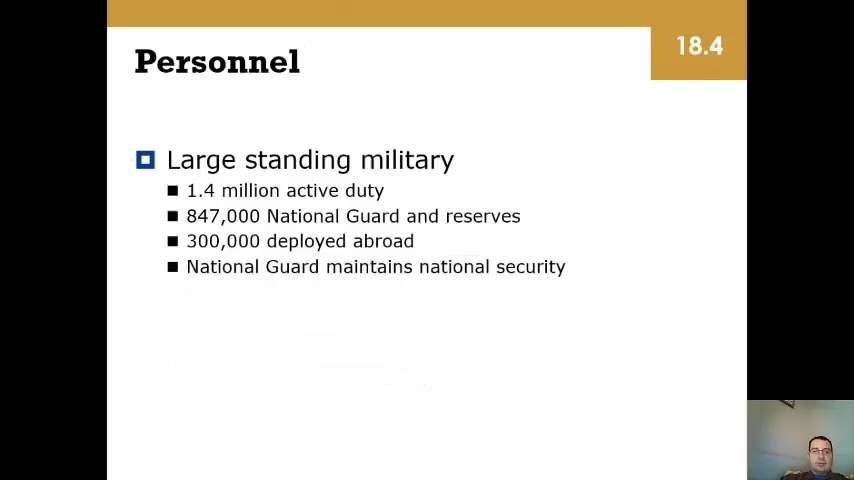 18.4
Personnel
Large standing military
1.4 million active duty
847,000 National Guard and reserves
300,000 deployed abroad
National Guard maintains national security